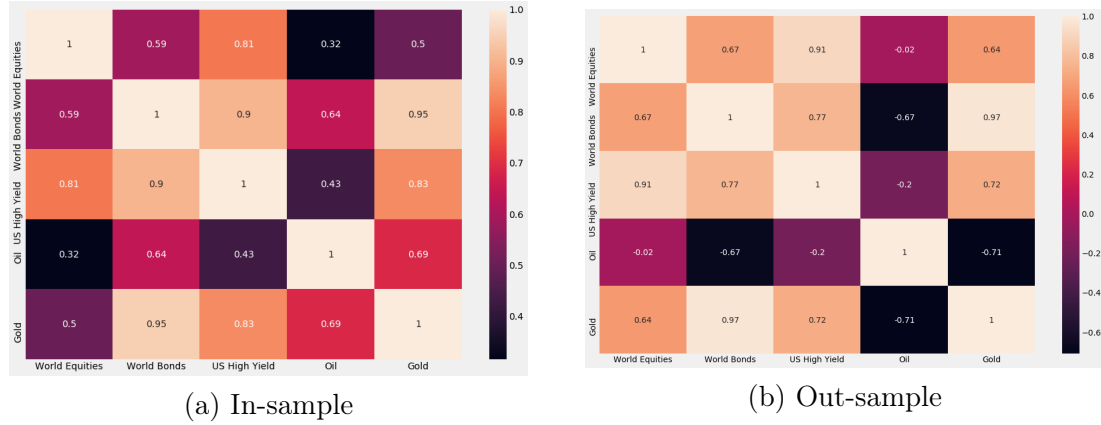 World Equities
World Bonds
US High Yield
Oil
Gold
1 0.59 0.81 0.32 0.5
0.59 1 0.9 0.64 0.95
0.81 0.9 1 0.43 0.83
0.32 0.64 0.43 1 0.69
0.5 0.95 0.83 0.69 1
World Equities World Bonds US High Yield Oil Gold
1.0
0.9
0.8
0.7
0.6
0.5
0.4
(a) In-sample
World Equities
World Bonds
US High Yield
Oil
Gold
1 0.67 0.91 -0.02 0.64
0.67 1 0.77 -0.67 0.97
0.91 0.77 1 -0.2 0.72
-0.02 -0.67 -0.2 1 -0.71
0.64 0.97 0.72 -0.71 1
World Equities World Bonds US High Yield Oil Gold
1.0
0.8
0.6
0.4
0.2
0.0
−0.2
−0.4
−0.6
(b) Out-sample